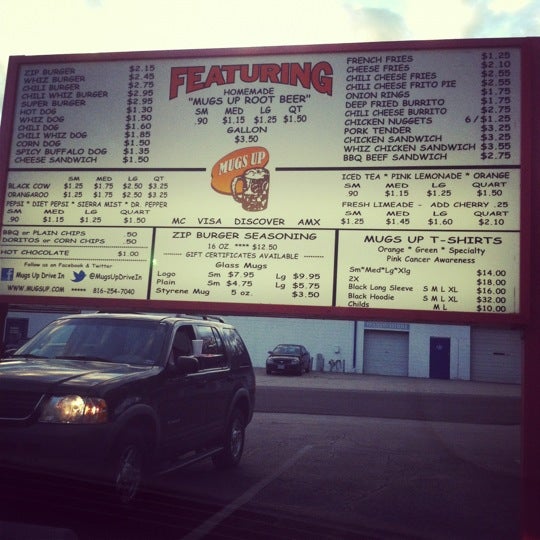 FEATURING
HOMEMADE
"MUGS UP ROOT BEER"
SM MED LG QT
.90 $1.15 $1.25 $1.50
GALLON
$3.50
MUGS UP
MC VISA DISCOVER AMX
ZIP BURGER $2.15
WHIZ BURGER $2.45
CHILI BURGER $2.75
CHILI WHIZ BURGER $2.95
SUPER BURGER $2.95
HOT DOG $1.30
WHIZ DOG $1.50
CHILI DOG $1.60
CHILI WHIZ DOG $1.85
CORN DOG $1.50
SPICY BUFFALO DOG $1.35
CHEESE SANDWICH $1.50
FRENCH FRIES $1.25
CHEESE FRIES $2.10
CHILI CHEESE FRIES $2.55
CHILI CHEESE FRITO PIE $2.55
ONION RINGS $1.75
DEEP FRIED BURRITO $1.75
CHILI CHEESE BURRITO $2.75
CHICKEN NUGGETS 6/$1.25
PORK TENDER $3.25
CHICKEN SANDWICH $3.25
WHIZ CHICKEN SANDWICH $3.55
BBQ BEEF SANDWICH $2.75
SM MED LG QT
BLACK COW $1.25 $1.75 $2.50 $3.25
ORANGAROO $1.25 $1.75 $2.50 $3.25
PEPSI * DIET PEPSI * SIERRA MIST * DR. PEPPER
SM MED LG QUART
.90 $1.15 $1.25 $1.50
ICED TEA * PINK LEMONADE * ORANGE
SM MED LG QUART
.90 $1.15 $1.25 $1.50
FRESH LIMEADE - ADD CHERRY .25
SM MED LG QUART
$1.25 $1.45 $1.60 $2.10
BBQ or PLAIN CHIPS 50
DORITOS or CORN CHIPS 50
HOT CHOCOLATE $1.00
Follow us on Facebook & Twitter
f Mugs Up Drive In @MugsUpDriveIn
WWW.MUGSUP.COM ***** 816-254-7040
ZIP BURGER SEASONING
16 OZ **** $12.50
GIFT CERTIFICATES AVAILABLE
Glass Mugs
Logo Sm $7.95 Lg $9.95
Plain Sm $4.75 Lg $5.75
Styrene Mug 5 oz. $3.50
MUGS UP T-SHIRTS
Orange * Green * Specialty
Pink Cancer Awareness
Sm*Med*Lg*Xlg $14.00
2X $18.00
Black Long Sleeve S M L XL $16.00
Black Hoodie S M L XL $32.00
Childs M L $10.00